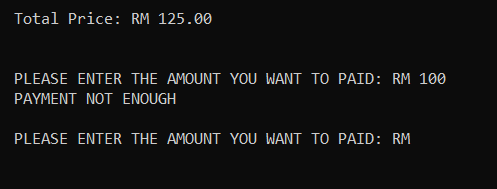 Total Price: RM 125.00
PLEASE ENTER THE AMOUNT YOU WANT TO PAID: RM 100
PAYMENT NOT ENOUGH
PLEASE ENTER THE AMOUNT YOU WANT TO PAID: RM